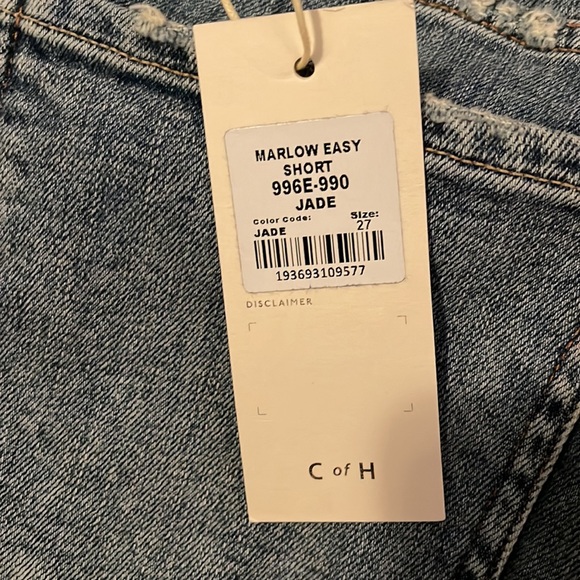 MARLOW EASY
SHORT
996E-990
JADE
Color Code: Size:
JADE 27
193693109577
DISCLAIMER
C of H